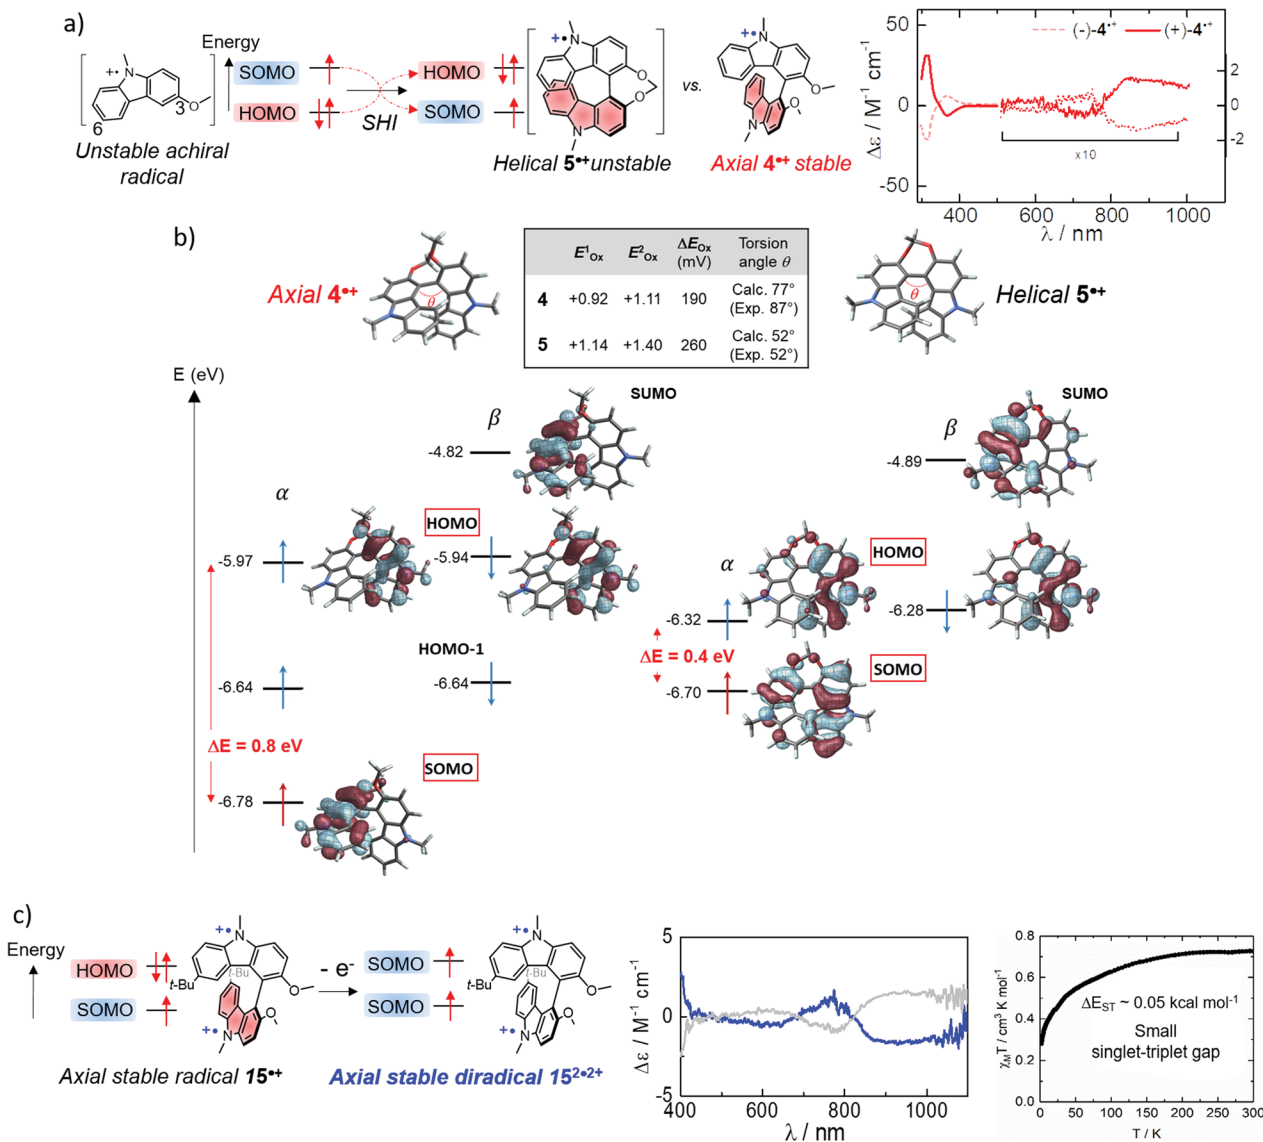 a)
Energy
SOMO
HOMO
SHI
HOMO
SOMO
N
+•
3
O
6
Unstable achiral
radical
+•
N
O
O
N
Helical 5•+ unstable
vs.
+•
N
O
O
N
Axial 4•+ stable
Δε / M-1 cm-1
50
0
-50
(-)-4•+
(+)-4•+
2
1
0
-1
-2
x10
400
600
800
1000
λ / nm
b)
Axial 4•+
θ
E1Ox
E2Ox
ΔEOx
(mV)
Torsion
angle θ
4
+0.92
+1.11
190
Calc. 77°
(Exp. 87°)
5
+1.14
+1.40
260
Calc. 52°
(Exp. 52°)
θ
Helical 5•+
E (eV)
SUMO
β
-4.82
α
HOMO
-5.97
-5.94
HOMO-1
-6.64
-6.64
ΔE = 0.8 eV
SOMO
-6.78
SUMO
β
-4.89
α
HOMO
-6.32
-6.28
ΔE = 0.4 eV
SOMO
-6.70
c)
Energy
HOMO
SOMO
+•
N
t-Bu
t-Bu
O
O
+•
N
Axial stable radical 15•+
- e-
SOMO
SOMO
+•
N
t-Bu
t-Bu
O
O
+•
N
Axial stable diradical 152•2+
Δε / M-1 cm-1
5
0
-5
400
600
800
1000
λ / nm
χMT / cm3 K mol-1
0.8
0.6
0.4
0.2
0.0
ΔEST ~ 0.05 kcal mol-1
Small
singlet-triplet gap
0
50
100
150
200
250
300
T / K